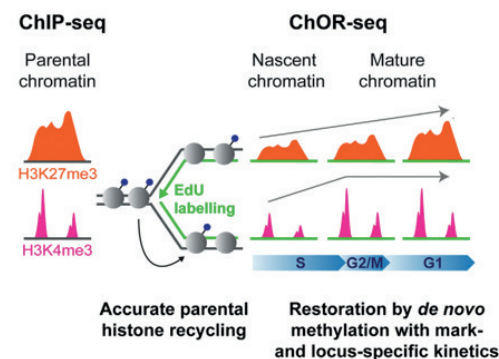 ChIP-seq
ChOR-seq
Parental
chromatin
Nascent
chromatin
Mature
chromatin
H3K27me3
H3K4me3
EdU
labelling
S
G2/M
G1
Accurate parental
histone recycling
Restoration by de novo
methylation with mark-
and locus-specific kinetics